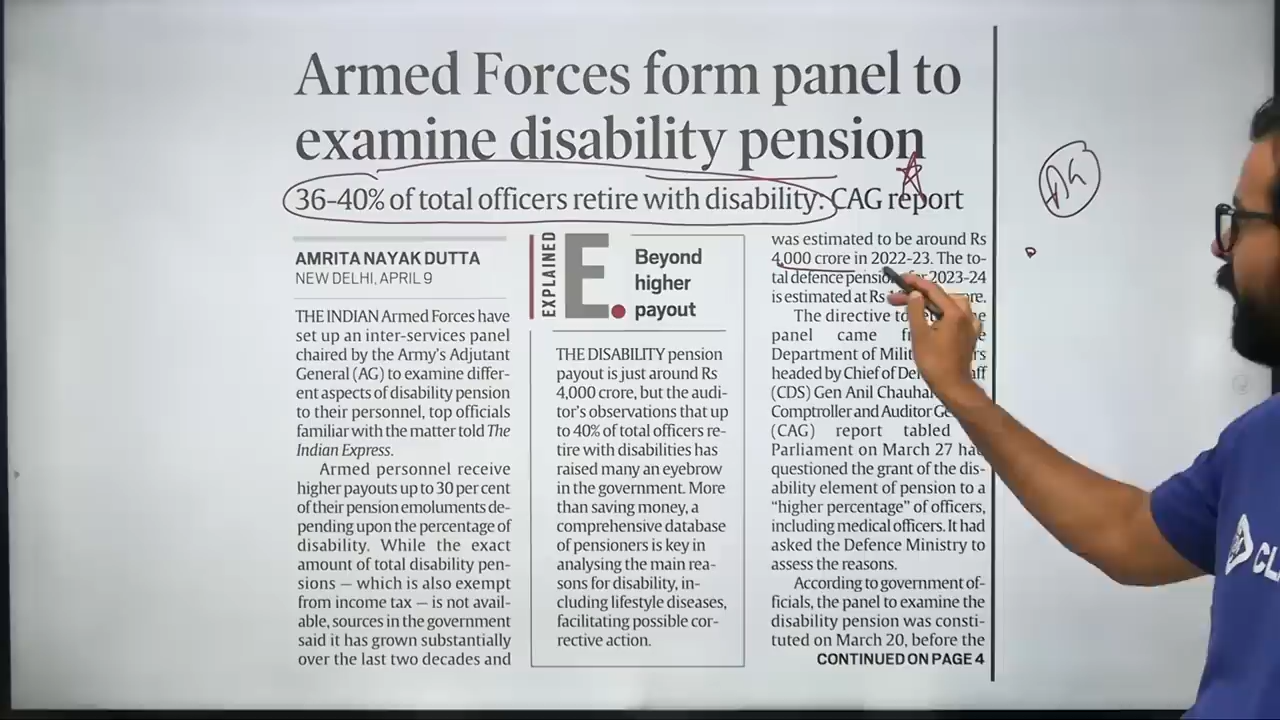 Armed Forces form panel to
examine disability pension
36-40% of total officers retire with disability: CAG report
AMRITA NAYAK DUTTA
NEW DELHI, APRIL 9
THE INDIAN Armed Forces have
set up an inter-services panel
chaired by the Army's Adjutant
General (AG) to examine differ-
ent aspects of disability pension
to their personnel, top officials
familiar with the matter told The
Indian Express.
Armed personnel receive
higher payouts up to 30 per cent
of their pension emoluments de-
pending upon the percentage of
disability. While the exact
amount of total disability pen-
sions — which is also exempt
from income tax — is not avail-
able, sources in the government
said it has grown substantially
over the last two decades and
EXPLAINED
E.
Beyond
higher
payout
THE DISABILITY pension
payout is just around Rs
4,000 crore, but the audi-
tor's observations that up
to 40% of total officers re-
tire with disabilities has
raised many an eyebrow
in the government. More
than saving money, a
comprehensive database
of pensioners is key in
analysing the main rea-
sons for disability, in-
cluding lifestyle diseases,
facilitating possible cor-
rective action.
was estimated to be around Rs
4,000 crore in 2022-23. The to-
tal defence pension for 2023-24
is estimated at Rs
The directive to
panel came
Department of
headed by Chief of
(CDS) Gen Anil
Comptroller and Auditor
(CAG) report tabled
Parliament on March 27
questioned the grant of the dis-
ability element of pension to a
"higher percentage" of officers,
including medical officers. It had
asked the Defence Ministry to
assess the reasons.
According to government of-
ficials, the panel to examine the
disability pension was consti-
tuted on March 20, before the
CONTINUED ON PAGE 4